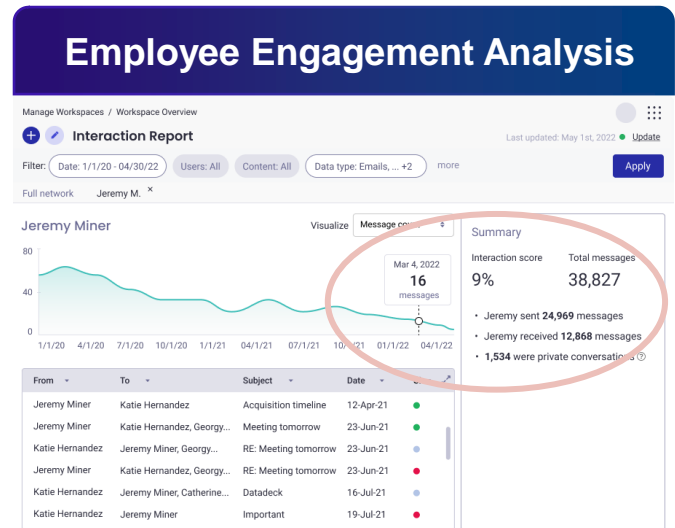 Employee Engagement Analysis
Manage Workspaces / Workspace Overview
Interaction Report
Last updated: May 1st, 2022 Update
Filter: Date: 1/1/20 - 04/30/22 Users: All Content: All Data type: Emails, ... +2 more Apply
Full network Jeremy M. ×
Jeremy Miner
Visualize Message
Summary
Interaction score Total messages
9% 38,827
• Jeremy sent 24,969 messages
• Jeremy received 12,868 messages
• 1,534 were private conversations
80
40
0
Mar 4, 2022
16
messages
1/1/20 4/1/20 7/1/20 10/1/20 1/1/21 04/1/21 07/1/21 10/1/21 01/1/22 04/1/22
From To Subject Date
Jeremy Miner Katie Hernandez Acquisition timeline 12-Apr-21
Jeremy Miner Katie Hernandez, Georgy... Meeting tomorrow 23-Jun-21
Katie Hernandez Jeremy Miner, Georgy... RE: Meeting tomorrow 23-Jun-21
Jeremy Miner Katie Hernandez, Georgy... RE: Meeting tomorrow 23-Jun-21
Katie Hernandez Jeremy Miner, Catherine... Datadeck 16-Jul-21
Katie Hernandez Jeremy Miner Important 19-Jul-21